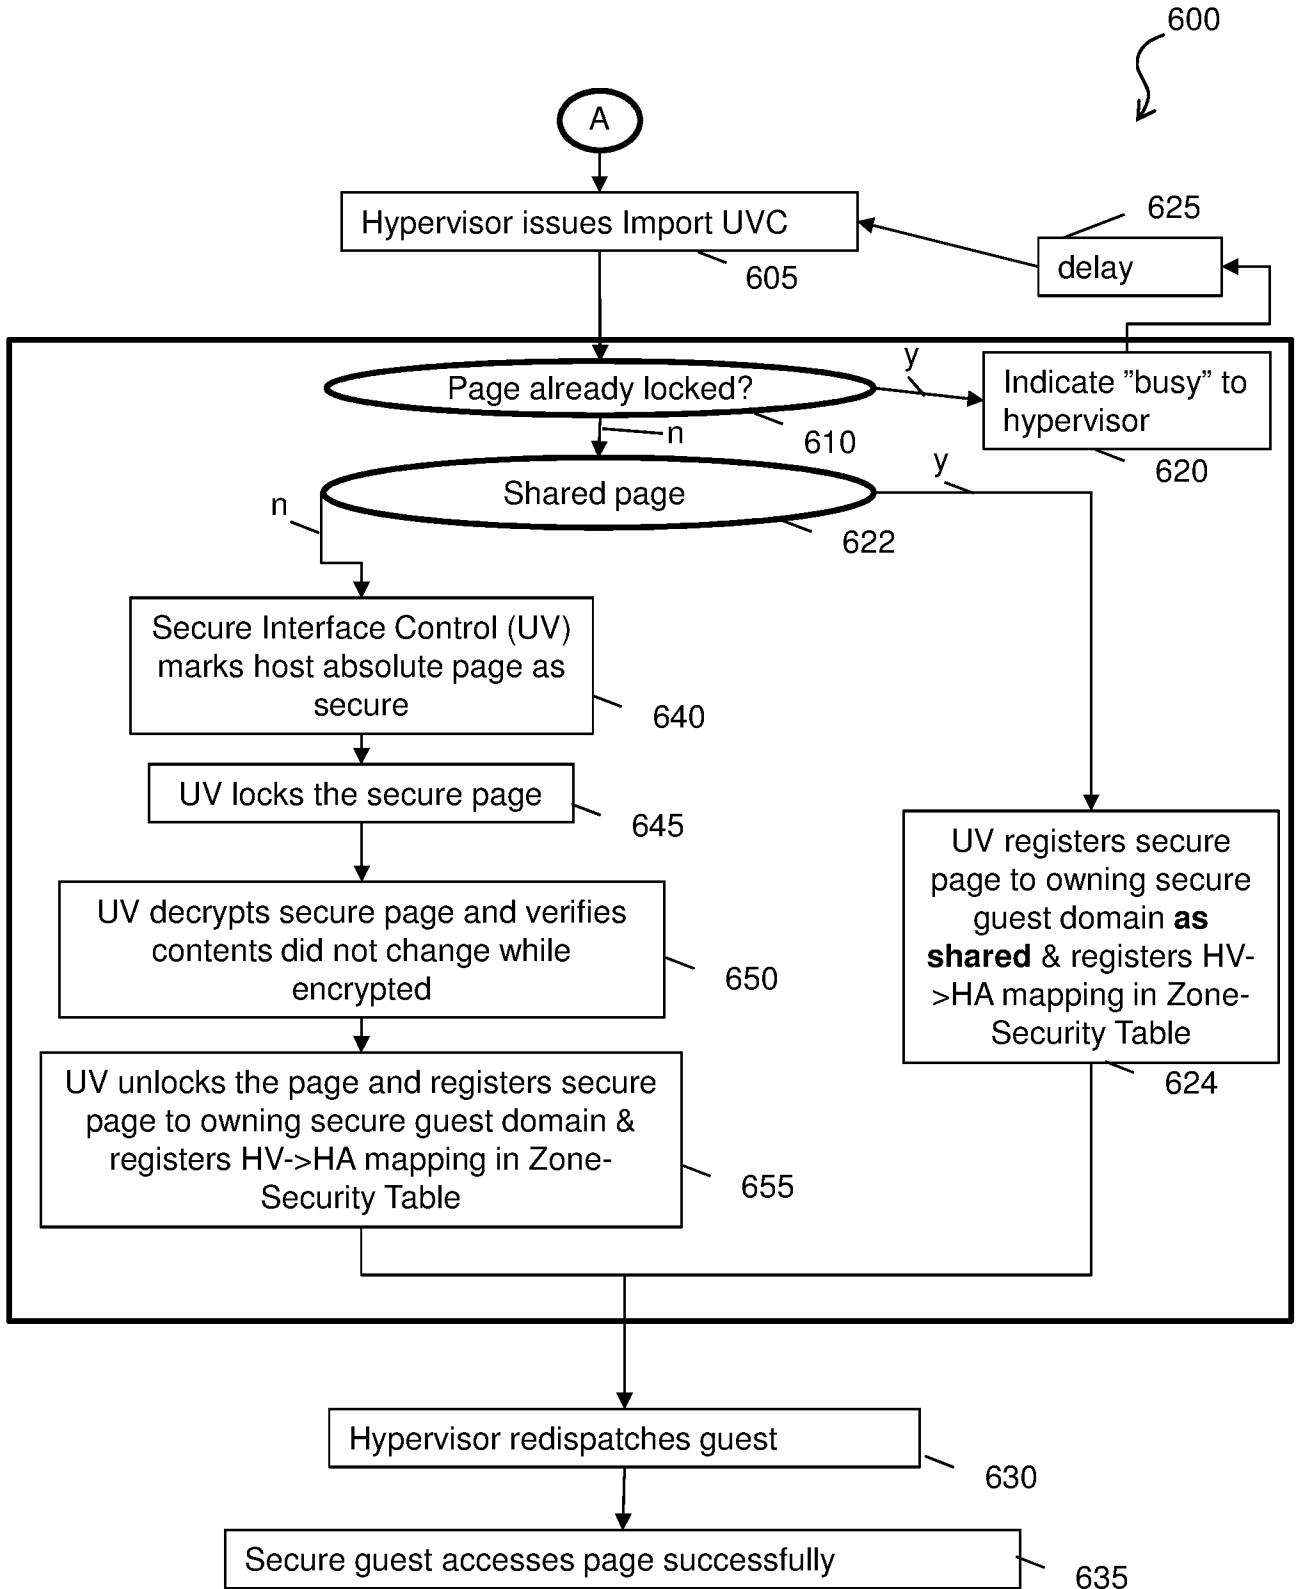 600
A
Hypervisor issues Import UVC
605
625
delay
Page already locked?
610
y
n
Indicate ”busy” to
hypervisor
620
Shared page
622
y
n
Secure Interface Control (UV)
marks host absolute page as
secure
640
UV locks the secure page
645
UV decrypts secure page and verifies
contents did not change while
encrypted
650
UV unlocks the page and registers secure
page to owning secure guest domain &
registers HV->HA mapping in Zone-
Security Table
655
UV registers secure
page to owning secure
guest domain as
shared & registers HV-
>HA mapping in Zone-
Security Table
624
Hypervisor redispatches guest
630
Secure guest accesses page successfully
635